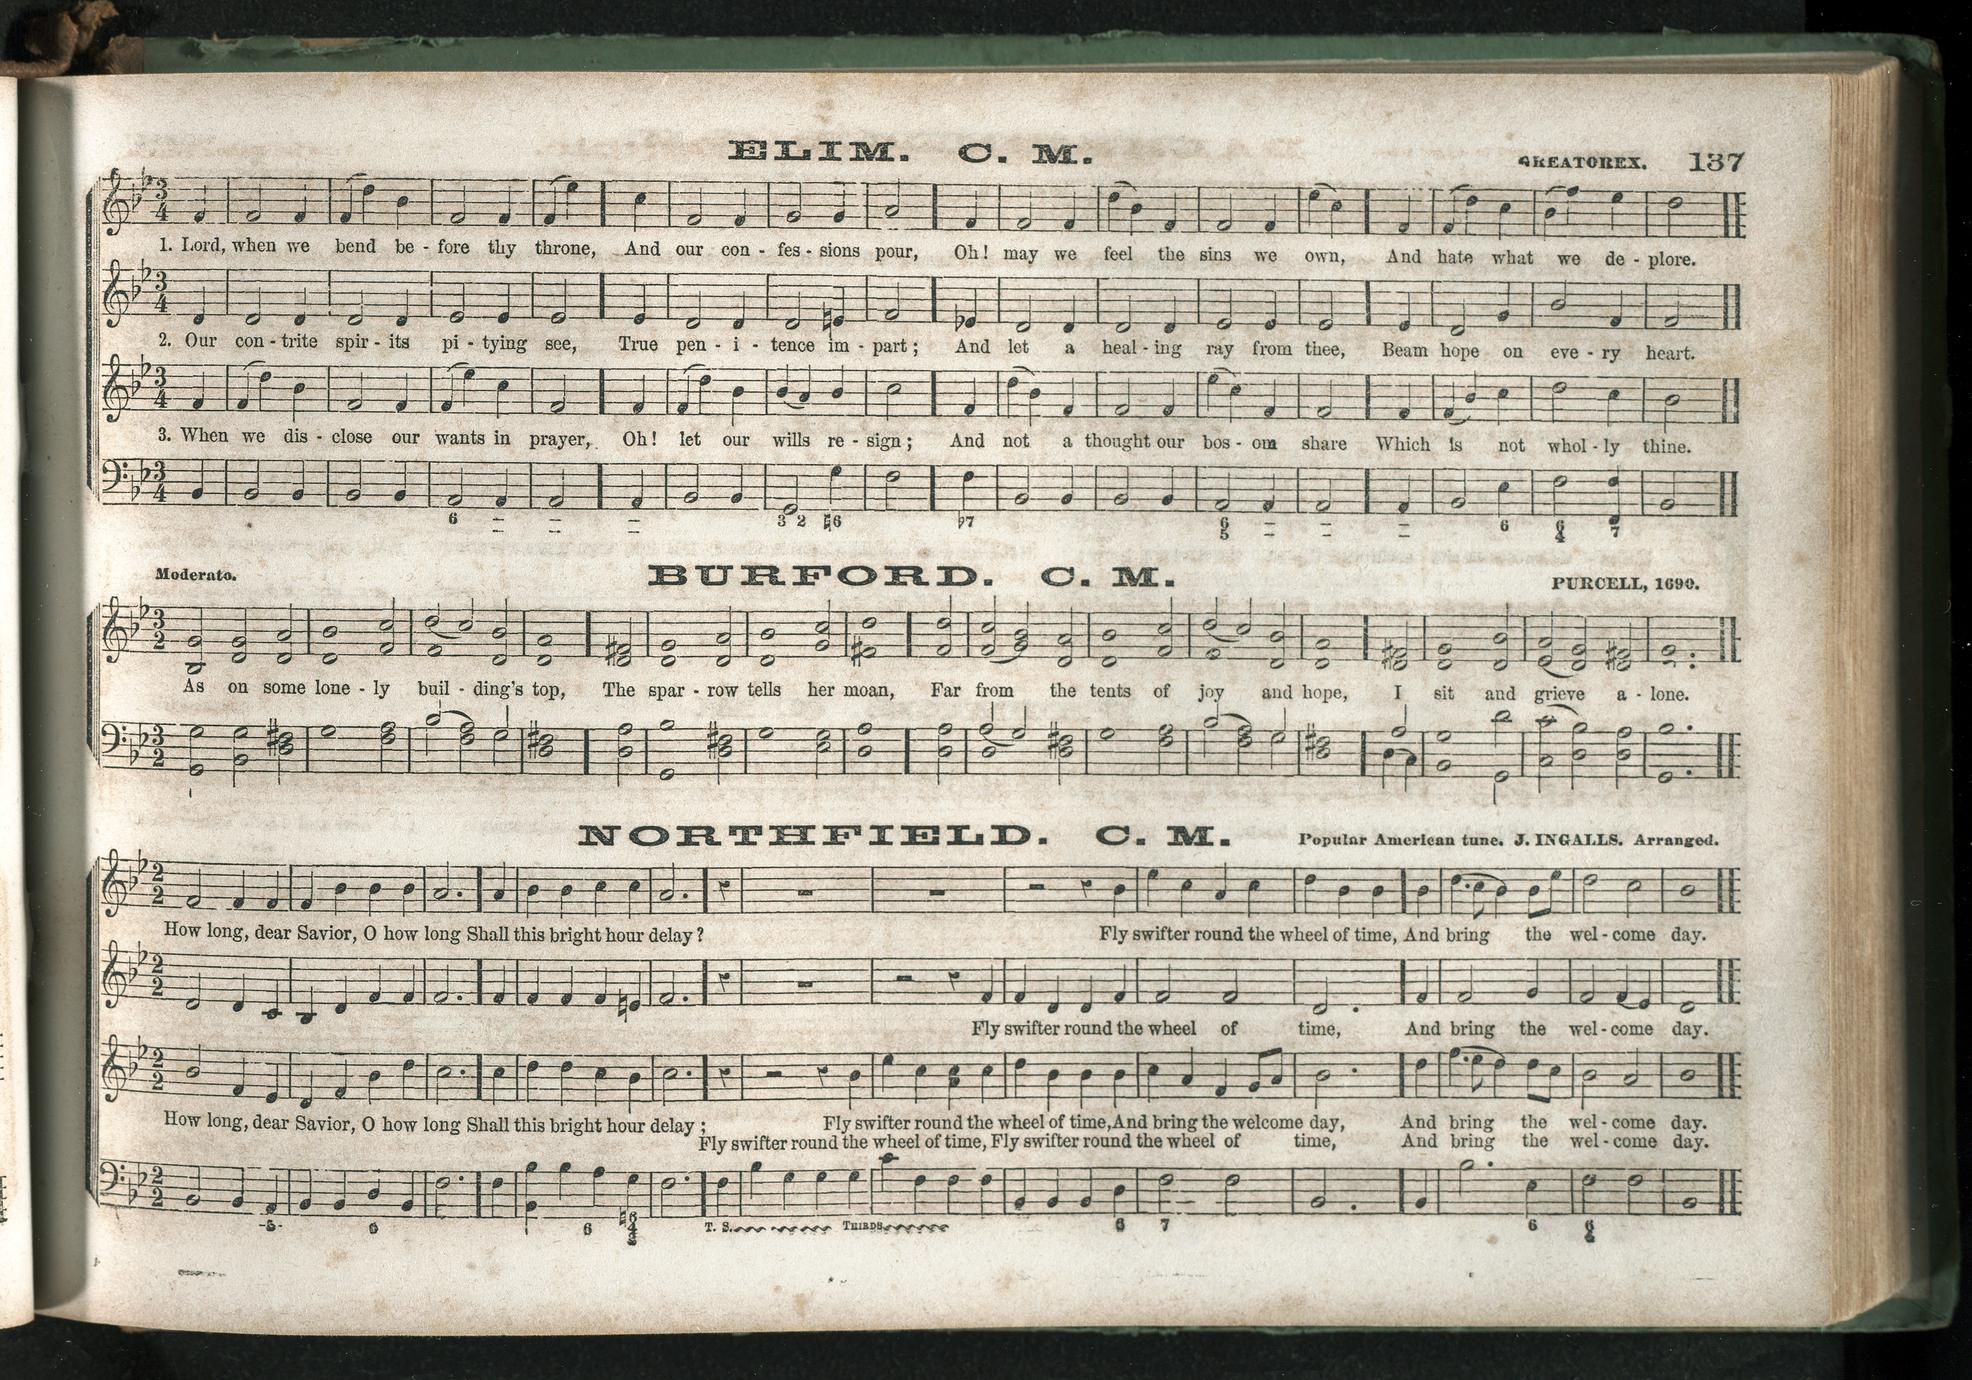 ELIM. C. M.
GREATOREX. 137
1. Lord, when we bend be - fore thy throne, And our con - fes - sions pour, Oh! may we feel the sins we own, And hate what we de - plore.
2. Our con - trite spir - its pi - tying see, True pen - i - tence im - part; And let a heal - ing ray from thee, Beam hope on eve - ry heart.
3. When we dis - close our wants in prayer, Oh! let our wills re - sign; And not a thought our bos - om share Which is not whol - ly thine.
6 3 2 ♮6 ♭7 6 5 6 6 4 7
Moderato.
BURFORD. C. M.
PURCELL, 1690.
As on some lone - ly buil - ding's top, The spar - row tells her moan, Far from the tents of joy and hope, I sit and grieve a - lone.
NORTHFIELD. C. M.
Popular American tune. J. INGALLS. Arranged.
How long, dear Savior, O how long Shall this bright hour delay? Fly swifter round the wheel of time, And bring the wel - come day.
Fly swifter round the wheel of time, And bring the wel - come day.
How long, dear Savior, O how long Shall this bright hour delay; Fly swifter round the wheel of time, And bring the welcome day, And bring the wel - come day.
Fly swifter round the wheel of time, Fly swifter round the wheel of time, And bring the wel - come day.
T. S. THIRDS